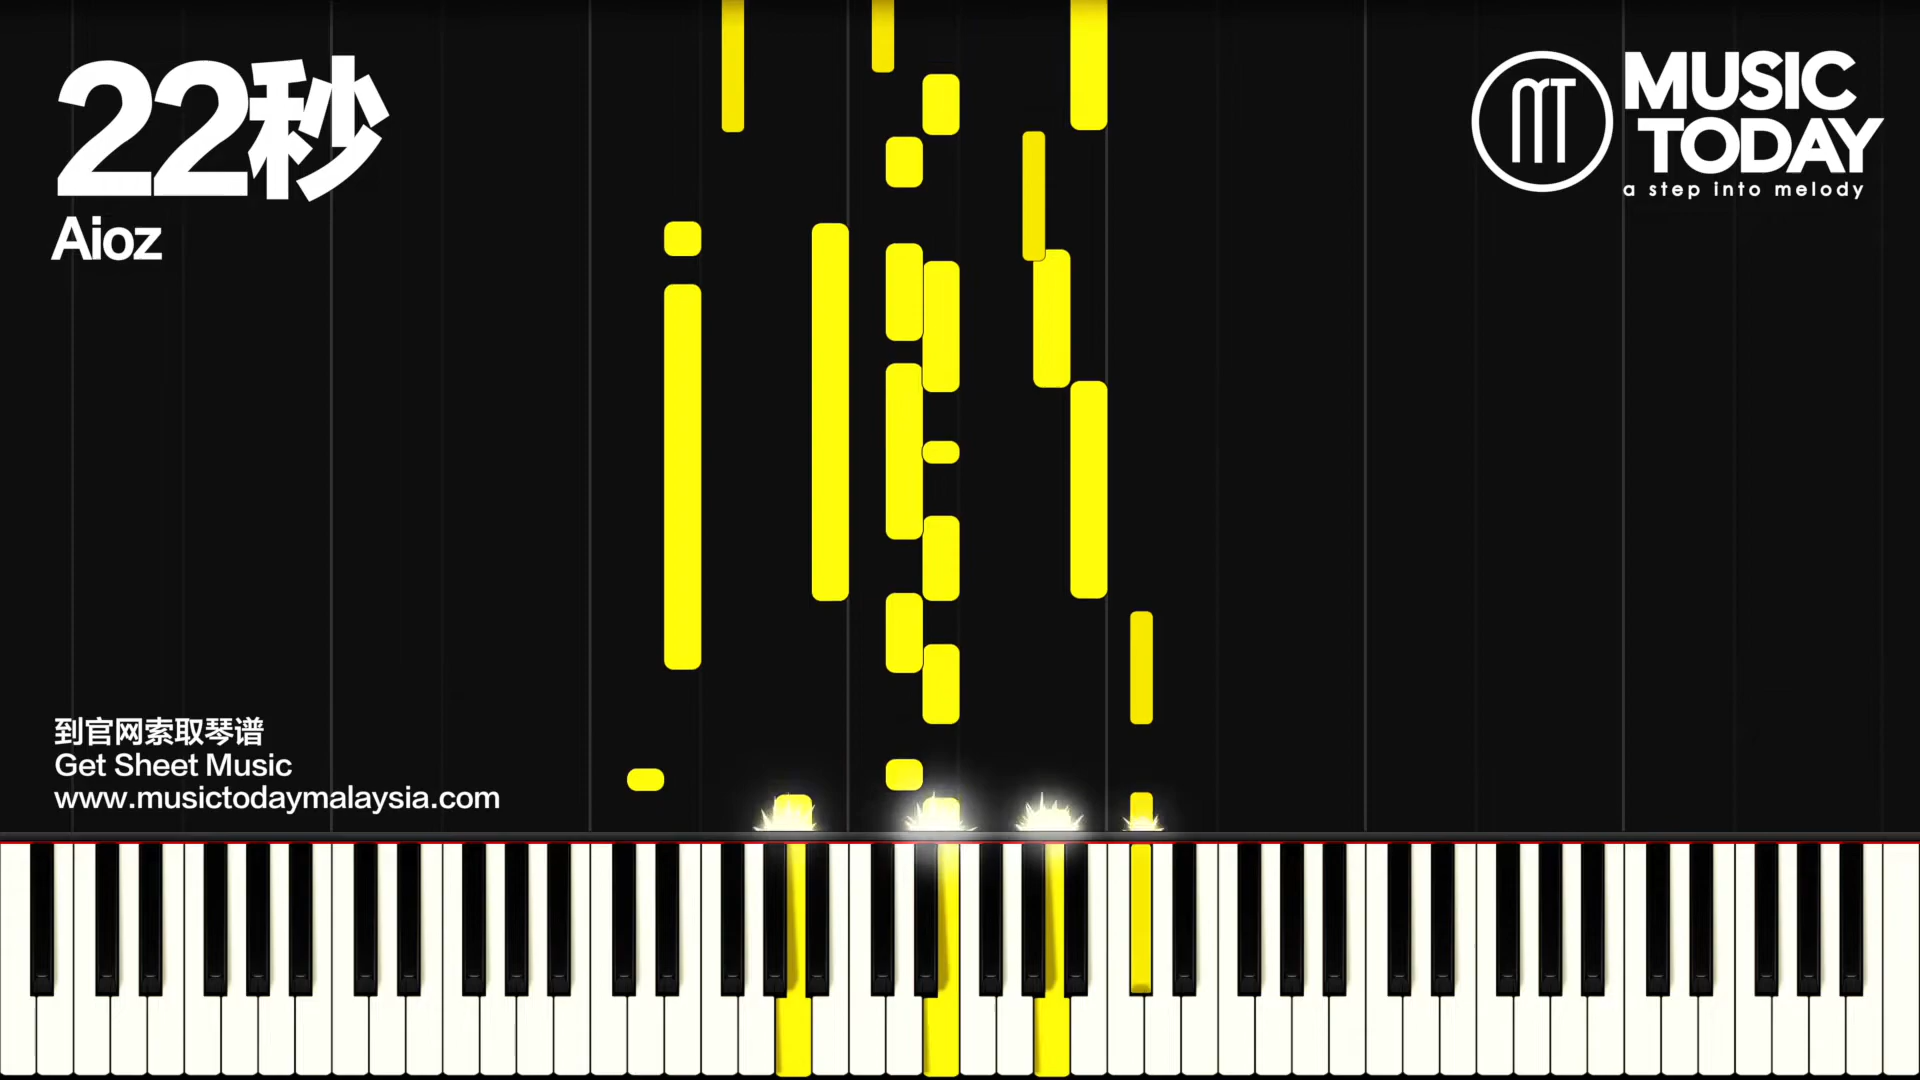 22秒
Aioz
MT
MUSIC
TODAY
a step into melody
到官网索取琴谱
Get Sheet Music
www.musictodaymalaysia.com